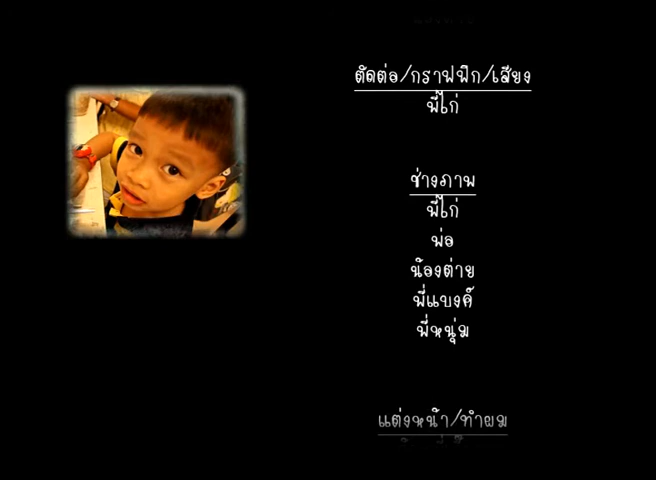 ตัดต่อ/กราฟฟิก/เสียง
พี่ไก่
ช่างภาพ
พี่ไก่
พ่อ
น้องต่าย
พี่แบงค์
พี่หนุ่ม
แต่งหน้า/ทำผม